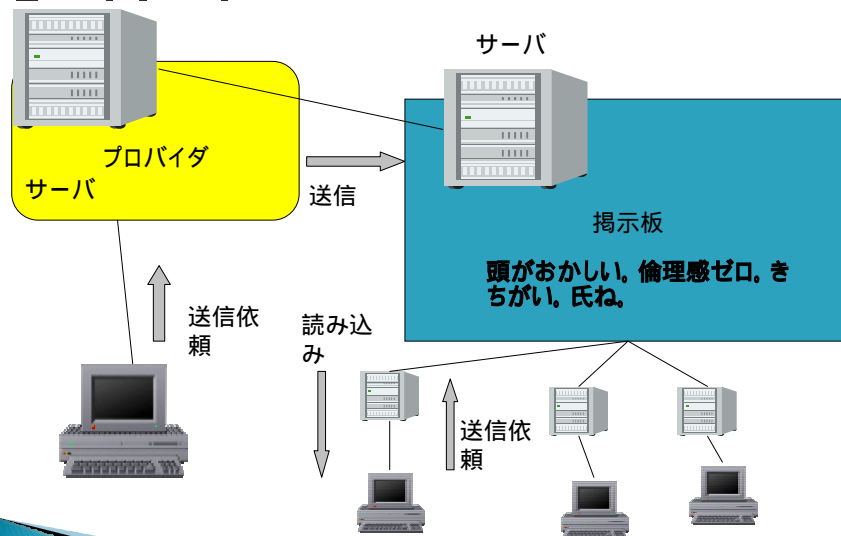 サーバ
プロバイダ
サーバ
送信
掲示板
頭がおかしい。倫理感ゼロ。き
ちがい。氏ね。
送信依
頼
読み込
み
送信依
頼